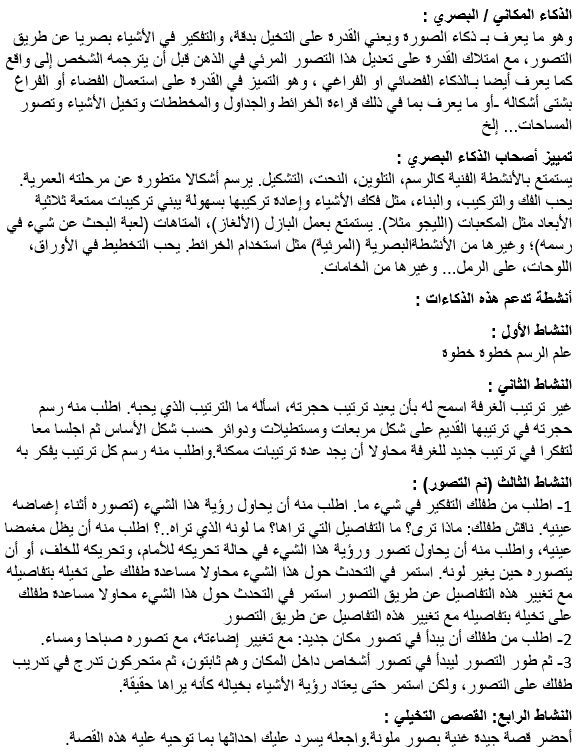 الذكاء المكاني / البصري :
وهو ما يعرف بـ ذكاء الصورة ويعني القدرة على التخيل بدقة، والتفكير في الأشياء بصريا عن طريق
التصور، مع امتلاك القدرة على تعديل هذا التصور المرئي في الذهن قبل أن يترجمه الشخص إلى واقع
كما يعرف أيضا بـالذكاء الفضائي او الفراغي ، وهو التميز في القدرة على استعمال الفضاء أو الفراغ
بشتى أشكاله -أو ما يعرف بما في ذلك قراءة الخرائط والجداول والمخططات وتخيل الأشياء وتصور
المساحات... إلخ
تمييز أصحاب الذكاء البصري :
يستمتع بالأنشطة الفنية كالرسم، التلوين، النحت، التشكيل. يرسم أشكالا متطورة عن مرحلته العمرية.
يحب الفك والتركيب، والبناء، مثل فكك الأشياء وإعادة تركيبها بسهولة يبني تركيبات ممتعة ثلاثية
الأبعاد مثل المكعبات (الليجو مثلا). يستمتع بعمل البازل (الألغاز)، المتاهات (لعبة البحث عن شيء في
رسمه)؛ وغيرها من الأنشطةالبصرية (المرئية) مثل استخدام الخرائط. يحب التخطيط في الأوراق،
اللوحات، على الرمل... وغيرها من الخامات.
أنشطة تدعم هذه الذكاءات :
النشاط الأول :
علم الرسم خطوة خطوة
النشاط الثاني :
غير ترتيب الغرفة اسمح له بأن يعيد ترتيب حجرته، اسأله ما الترتيب الذي يحبه. اطلب منه رسم
حجرته في ترتيبها القديم على شكل مربعات ومستطيلات ودوائر حسب شكل الأساس ثم اجلسا معا
لتفكرا في ترتيب جديد للغرفة محاولا أن يجد عدة ترتيبات ممكنة.واطلب منه رسم كل ترتيب يفكر به
النشاط الثالث (نم التصور) :
1- اطلب من طفلك التفكير في شيء ما. اطلب منه أن يحاول رؤية هذا الشيء (تصوره أثناء إغماضه
عينيه. ناقش طفلك: ماذا ترى؟ ما التفاصيل التي تراها؟ ما لونه الذي تراه..؟ اطلب منه أن يظل مغمضا
عينيه، واطلب منه أن يحاول تصور ورؤية هذا الشيء في حالة تحريكه للأمام، وتحريكه للخلف، أو أن
يتصوره حين يغير لونه. استمر في التحدث حول هذا الشيء محاولا مساعدة طفلك على تخيله بتفاصيله
مع تغيير هذه التفاصيل عن طريق التصور استمر في التحدث حول هذا الشيء محاولا مساعدة طفلك
على تخيله بتفاصيله مع تغيير هذه التفاصيل عن طريق التصور
2- اطلب من طفلك أن يبدأ في تصور مكان جديد: مع تغيير إضاءته، مع تصوره صباحا ومساء.
3- ثم طور التصور ليبدأ في تصور أشخاص داخل المكان وهم ثابتون، ثم متحركون تدرج في تدريب
طفلك على التصور، ولكن استمر حتى يعتاد رؤية الأشياء بخياله كأنه يراها حقيقة.
النشاط الرابع: القصص التخيلي :
أحضر قصة جيدة غنية بصور ملونة.واجعله يسرد عليك احداثها بما توحيه عليه هذه القصة.